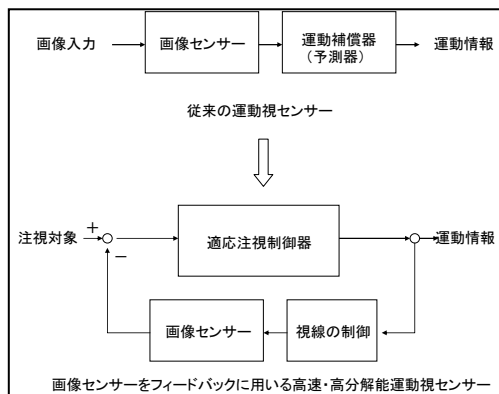 画像入力
画像センサー
運動補償器
(予測器)
運動情報
従来の運動視センサー
注視対象
+
−
適応注視制御器
運動情報
画像センサー
視線の制御
画像センサーをフィードバックに用いる高速・高分解能運動視センサー